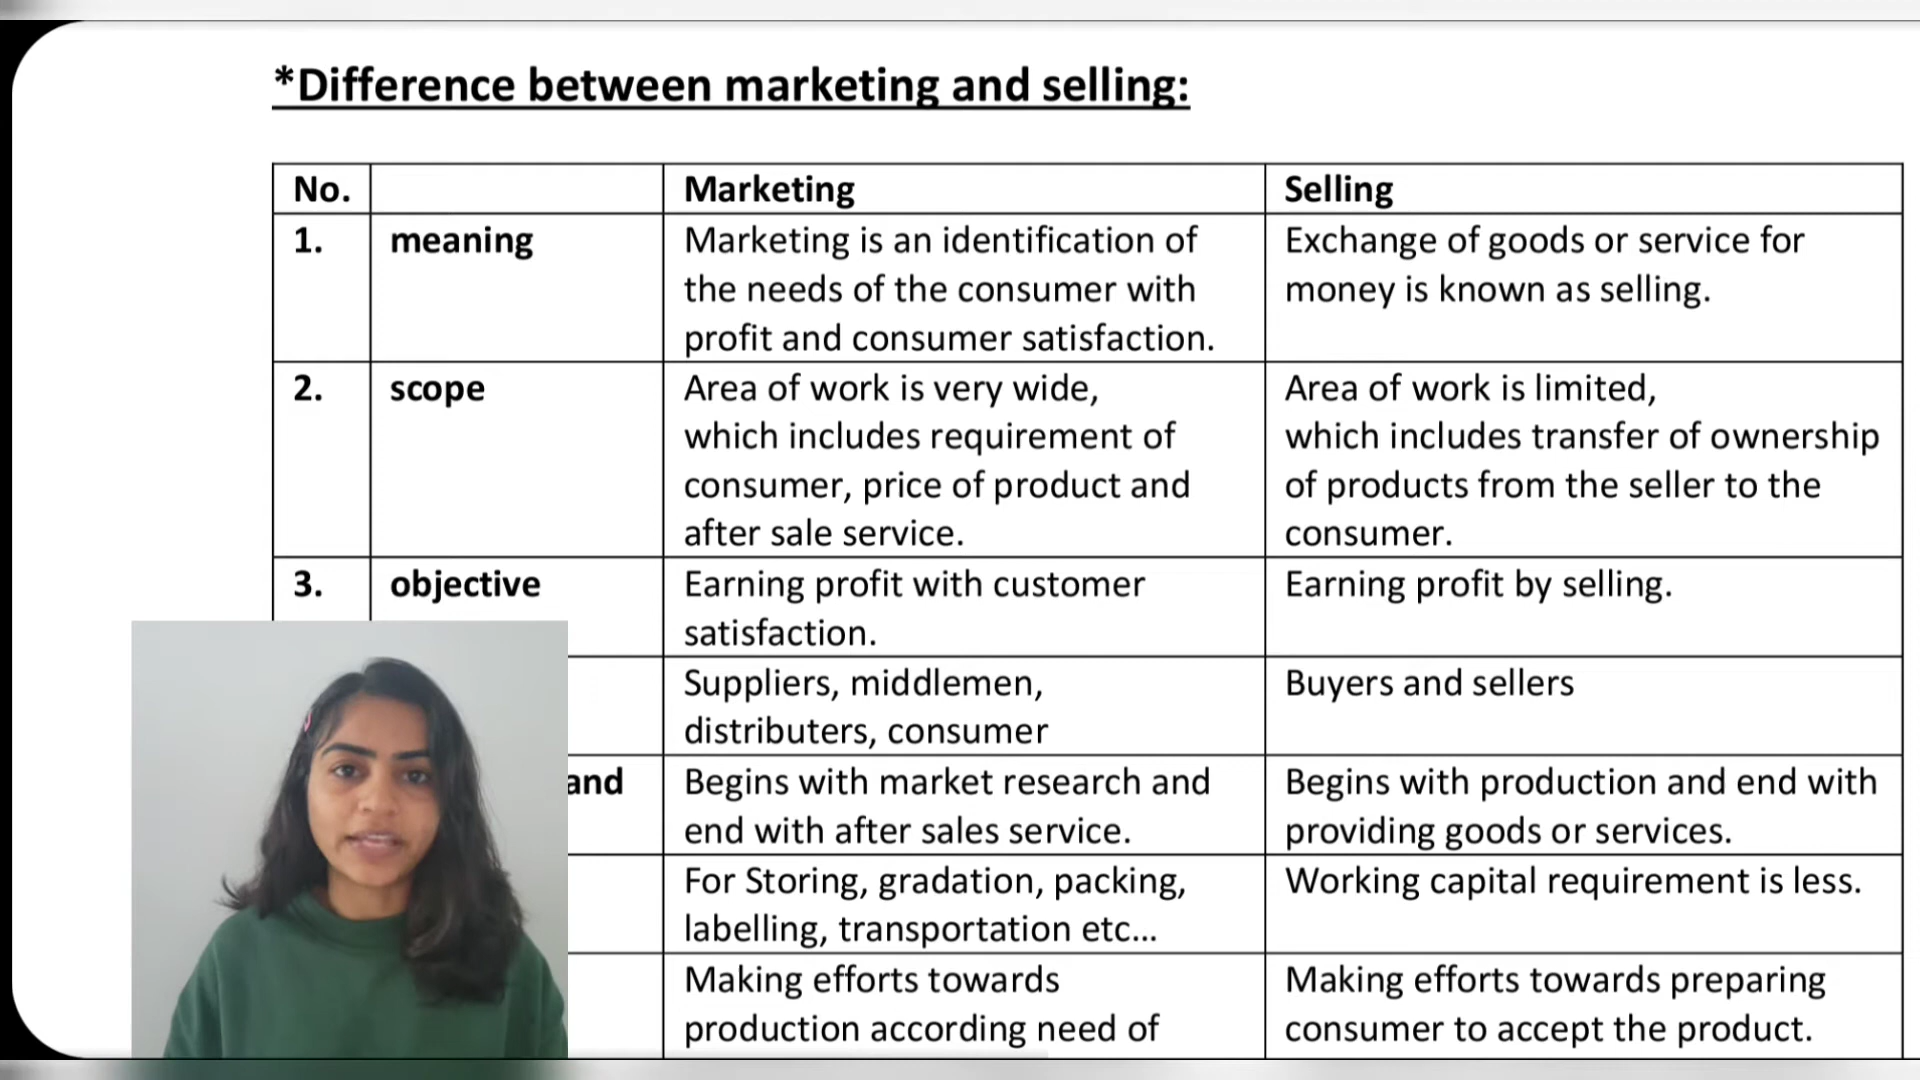 *Difference between marketing and selling:
No. Marketing Selling
1. meaning Marketing is an identification of Exchange of goods or service for
the needs of the consumer with money is known as selling.
profit and consumer satisfaction.
2. scope Area of work is very wide, Area of work is limited,
which includes requirement of which includes transfer of ownership
consumer, price of product and of products from the seller to the
after sale service. consumer.
3. objective Earning profit with customer Earning profit by selling.
satisfaction.
Suppliers, middlemen, Buyers and sellers
distributers, consumer
and Begins with market research and Begins with production and end with
end with after sales service. providing goods or services.
For Storing, gradation, packing, Working capital requirement is less.
labelling, transportation etc...
Making efforts towards Making efforts towards preparing
production according need of consumer to accept the product.